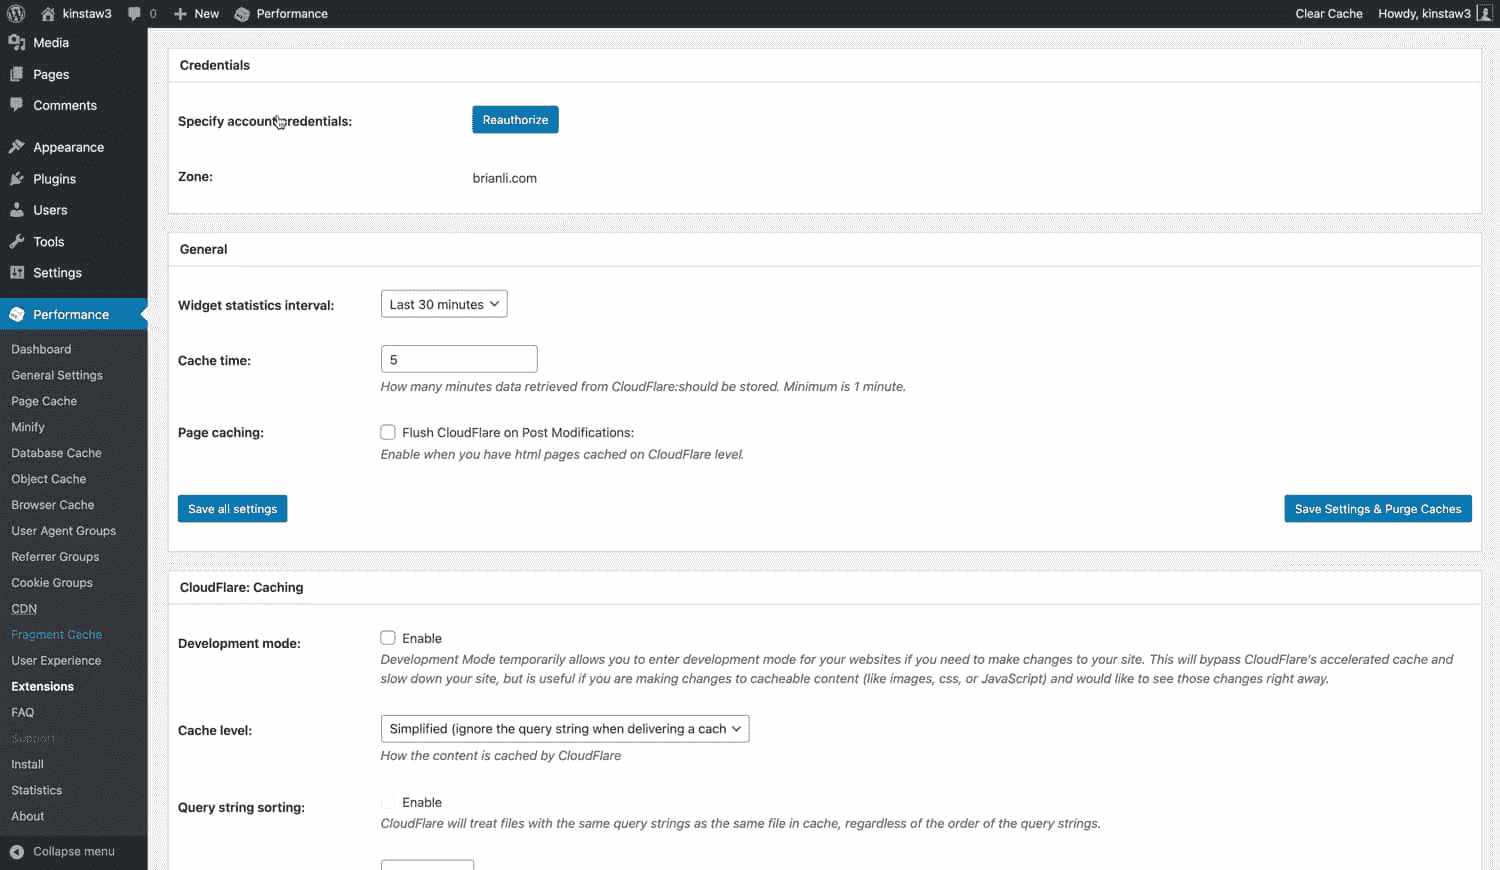 kinstaw3 0 New Performance Clear Cache Howdy, kinstaw3
Media
Pages
Comments
Appearance
Plugins
Users
Tools
Settings
Performance
Dashboard
General Settings
Page Cache
Minify
Database Cache
Object Cache
Browser Cache
User Agent Groups
Referrer Groups
Cookie Groups
CDN
Fragment Cache
User Experience
Extensions
FAQ
Support
Install
Statistics
About
Collapse menu
Credentials
Specify account credentials: Reauthorize
Zone: brianli.com
General
Widget statistics interval: Last 30 minutes
Cache time: 5
How many minutes data retrieved from CloudFlare:should be stored. Minimum is 1 minute.
Page caching: Flush CloudFlare on Post Modifications:
Enable when you have html pages cached on CloudFlare level.
Save all settings Save Settings & Purge Caches
CloudFlare: Caching
Development mode: Enable
Development Mode temporarily allows you to enter development mode for your websites if you need to make changes to your site. This will bypass CloudFlare's accelerated cache and
slow down your site, but is useful if you are making changes to cacheable content (like images, css, or JavaScript) and would like to see those changes right away.
Cache level: Simplified (ignore the query string when delivering a cach
How the content is cached by CloudFlare
Query string sorting: Enable
CloudFlare will treat files with the same query strings as the same file in cache, regardless of the order of the query strings.